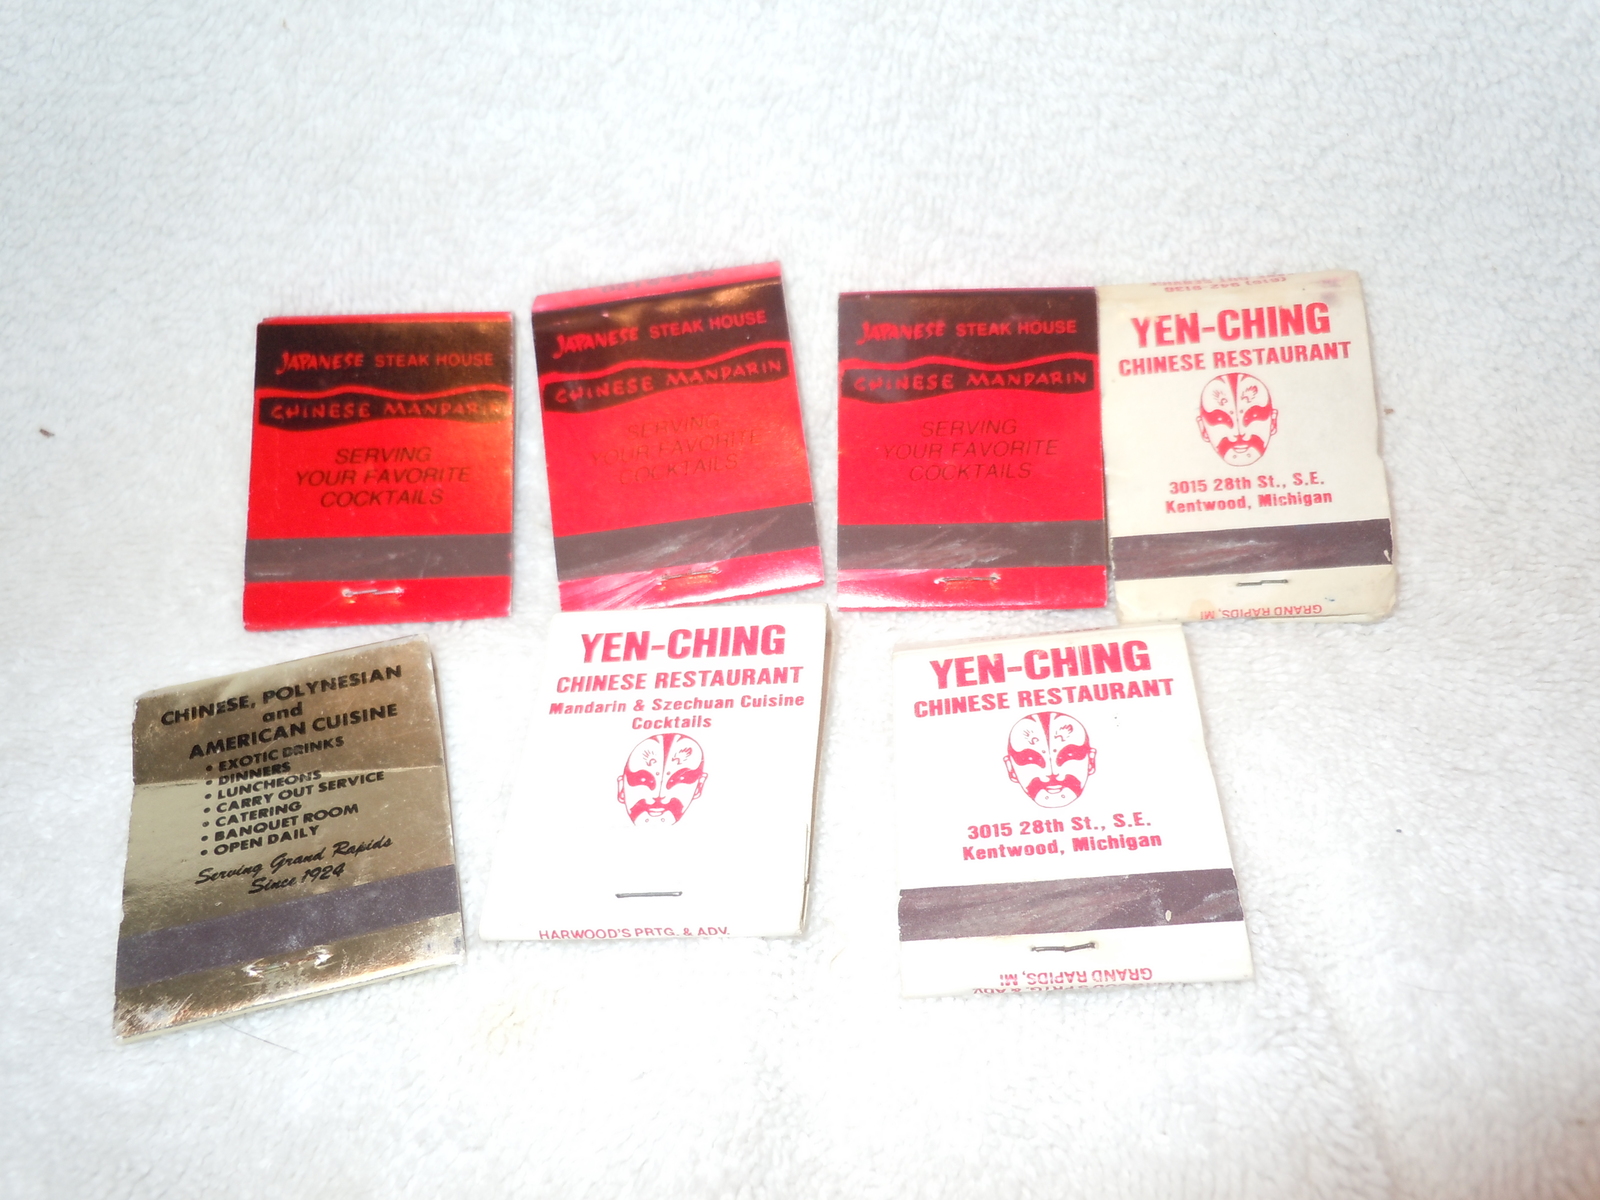 JAPANESE STEAK HOUSE
CHINESE MANDARIN
SERVING
YOUR FAVORITE
COCKTAILS
JAPANESE STEAK HOUSE
CHINESE MANDARIN
SERVING
YOUR FAVORITE
COCKTAILS
JAPANESE STEAK HOUSE
CHINESE MANDARIN
SERVING
YOUR FAVORITE
COCKTAILS
YEN-CHING
CHINESE RESTAURANT
3015 28th St., S.E.
Kentwood, Michigan
GRAND RAPIDS, MI
CHINESE, POLYNESIAN
and
AMERICAN CUISINE
• EXOTIC DRINKS
• DINNERS
• LUNCHEONS
• CARRY OUT SERVICE
• CATERING
• BANQUET ROOM
• OPEN DAILY
Serving Grand Rapids
Since 1924
YEN-CHING
CHINESE RESTAURANT
Mandarin & Szechuan Cuisine
Cocktails
HARWOOD'S PRTG. & ADV.
YEN-CHING
CHINESE RESTAURANT
3015 28th St., S.E.
Kentwood, Michigan
GRAND RAPIDS, MI